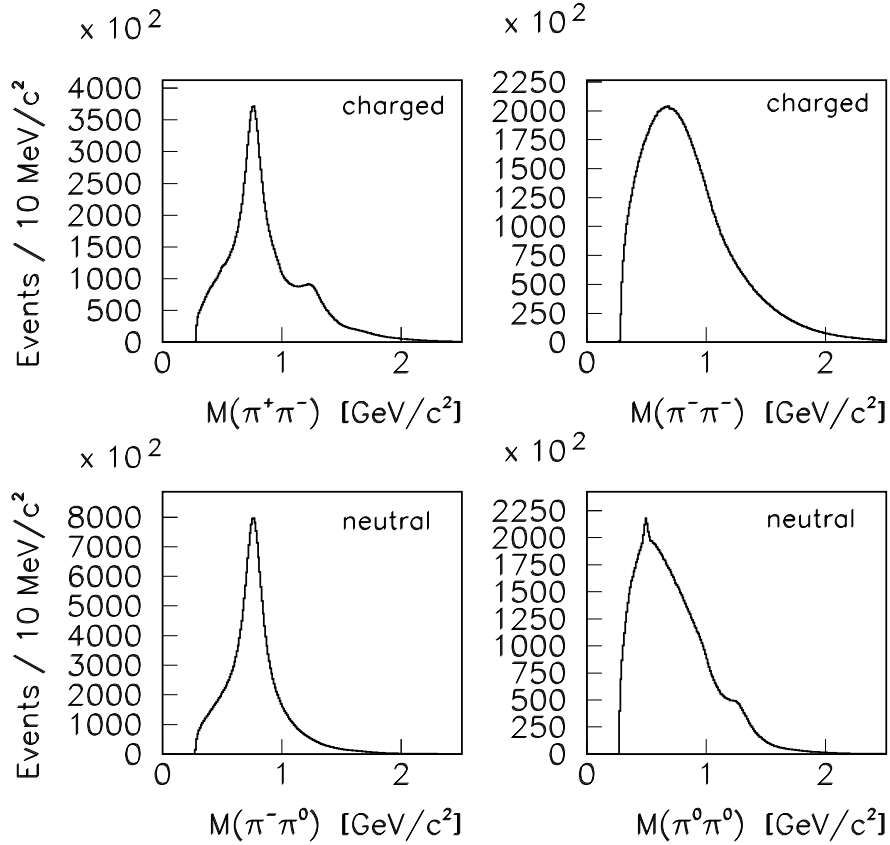 x 10²
Events / 10 MeV/c²
4000
3500
3000
2500
2000
1500
1000
500
0
charged
0 1 2
M(π⁺π⁻) [GeV/c²]
x 10²
2250
2000
1750
1500
1250
1000
750
500
250
0
charged
0 1 2
M(π⁻π⁻) [GeV/c²]
x 10²
Events / 10 MeV/c²
8000
7000
6000
5000
4000
3000
2000
1000
0
neutral
0 1 2
M(π⁻π⁰) [GeV/c²]
x 10²
2250
2000
1750
1500
1250
1000
750
500
250
0
neutral
0 1 2
M(π⁰π⁰) [GeV/c²]